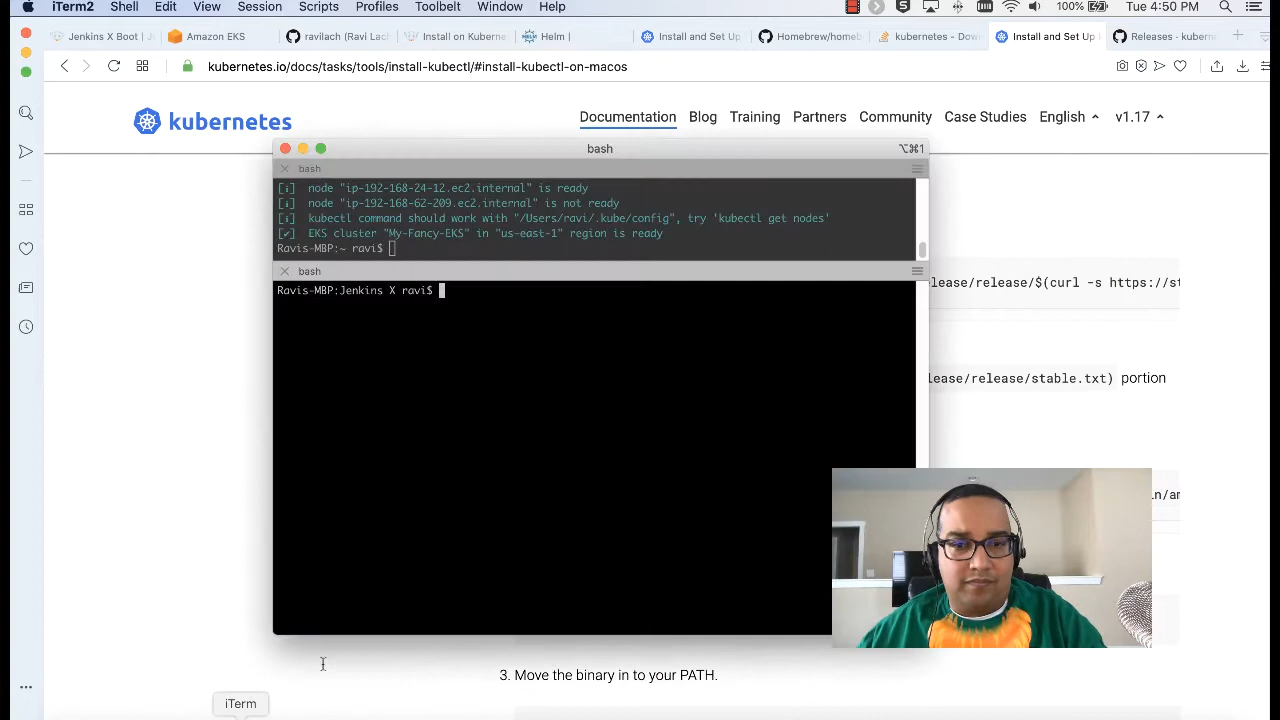 iTerm2 Shell Edit View Session Scripts Profiles Toolbelt Window Help 100% Tue 4:50 PM
Jenkins X Boot | J Amazon EKS ravilach (Ravi Lach Install on Kuberne Helm | Install and Set Up Homebrew/homeb kubernetes - Dow Install and Set Up Releases · kuberne
kubernetes.io/docs/tasks/tools/install-kubectl/#install-kubectl-on-macos
kubernetes Documentation Blog Training Partners Community Case Studies English v1.17
bash ⌥⌘1
bash
[ℹ] node "ip-192-168-24-12.ec2.internal" is ready
[ℹ] node "ip-192-168-62-209.ec2.internal" is not ready
[ℹ] kubectl command should work with "/Users/ravi/.kube/config", try 'kubectl get nodes'
[✔] EKS cluster "My-Fancy-EKS" in "us-east-1" region is ready
Ravis-MBP:~ ravi$
bash
Ravis-MBP:Jenkins X ravi$
lease/release/$(curl -s https://st
lease/release/stable.txt) portion
n/an
3. Move the binary in to your PATH.
iTerm